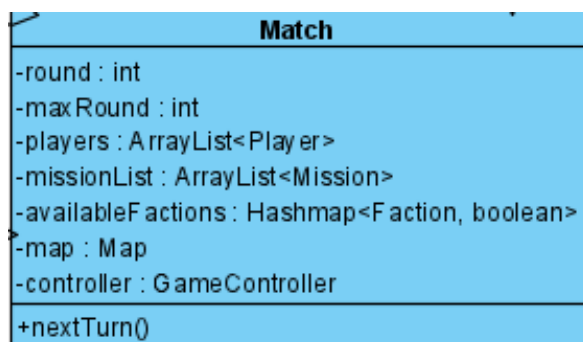 Match
-round : int
-maxRound : int
-players : ArrayList<Player>
-missionList : ArrayList<Mission>
-availableFactions : Hashmap<Faction, boolean>
-map : Map
-controller : GameController
+nextTurn()